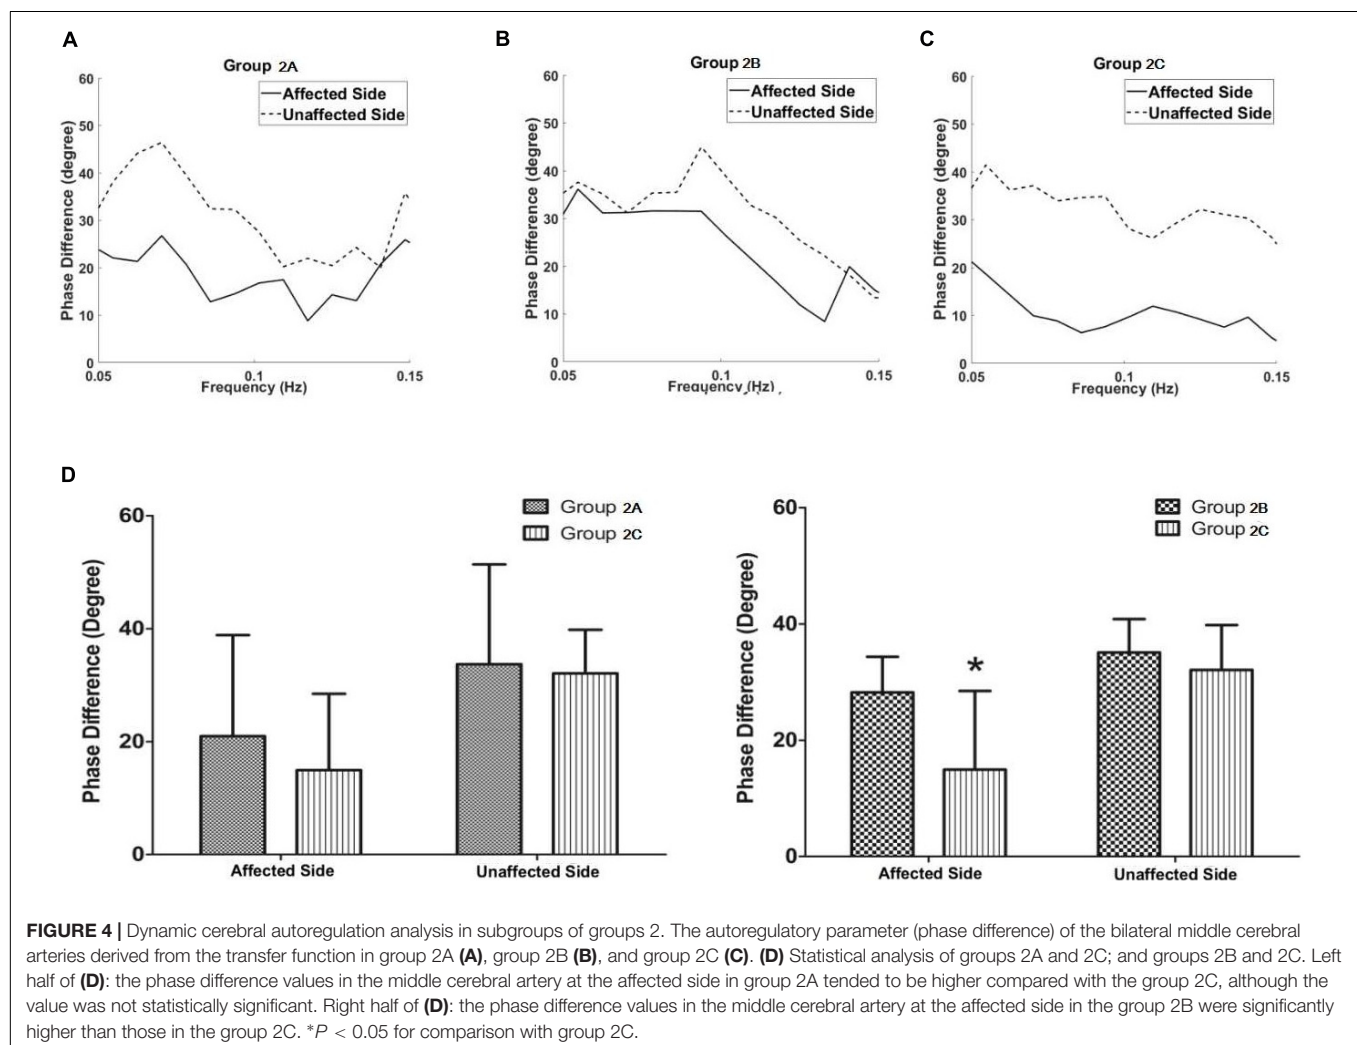 A
B
C
Group 2A
Group 2B
Group 2C
60
50
40
30
20
10
0
Phase Difference (degree)
Affected Side
Unaffected Side
0.05
0.1
0.15
Frequency (Hz)
60
50
40
30
20
10
0
Phase Difference (degree)
Affected Side
Unaffected Side
0.05
0.1
0.15
Frequency (Hz)
60
50
40
30
20
10
0
Phase Difference (degree)
Affected Side
Unaffected Side
0.05
0.1
0.15
Frequency (Hz)
D
Group 2A
Group 2C
60
40
20
0
Phase Difference (Degree)
Affected Side
Unaffected Side
Group 2B
Group 2C
60
40
20
0
Phase Difference (Degree)
*
Affected Side
Unaffected Side
FIGURE 4 | Dynamic cerebral autoregulation analysis in subgroups of groups 2. The autoregulatory parameter (phase difference) of the bilateral middle cerebral
arteries derived from the transfer function in group 2A (A), group 2B (B), and group 2C (C). (D) Statistical analysis of groups 2A and 2C; and groups 2B and 2C. Left
half of (D): the phase difference values in the middle cerebral artery at the affected side in group 2A tended to be higher compared with the group 2C, although the
value was not statistically significant. Right half of (D): the phase difference values in the middle cerebral artery at the affected side in the group 2B were significantly
higher than those in the group 2C. *P < 0.05 for comparison with group 2C.